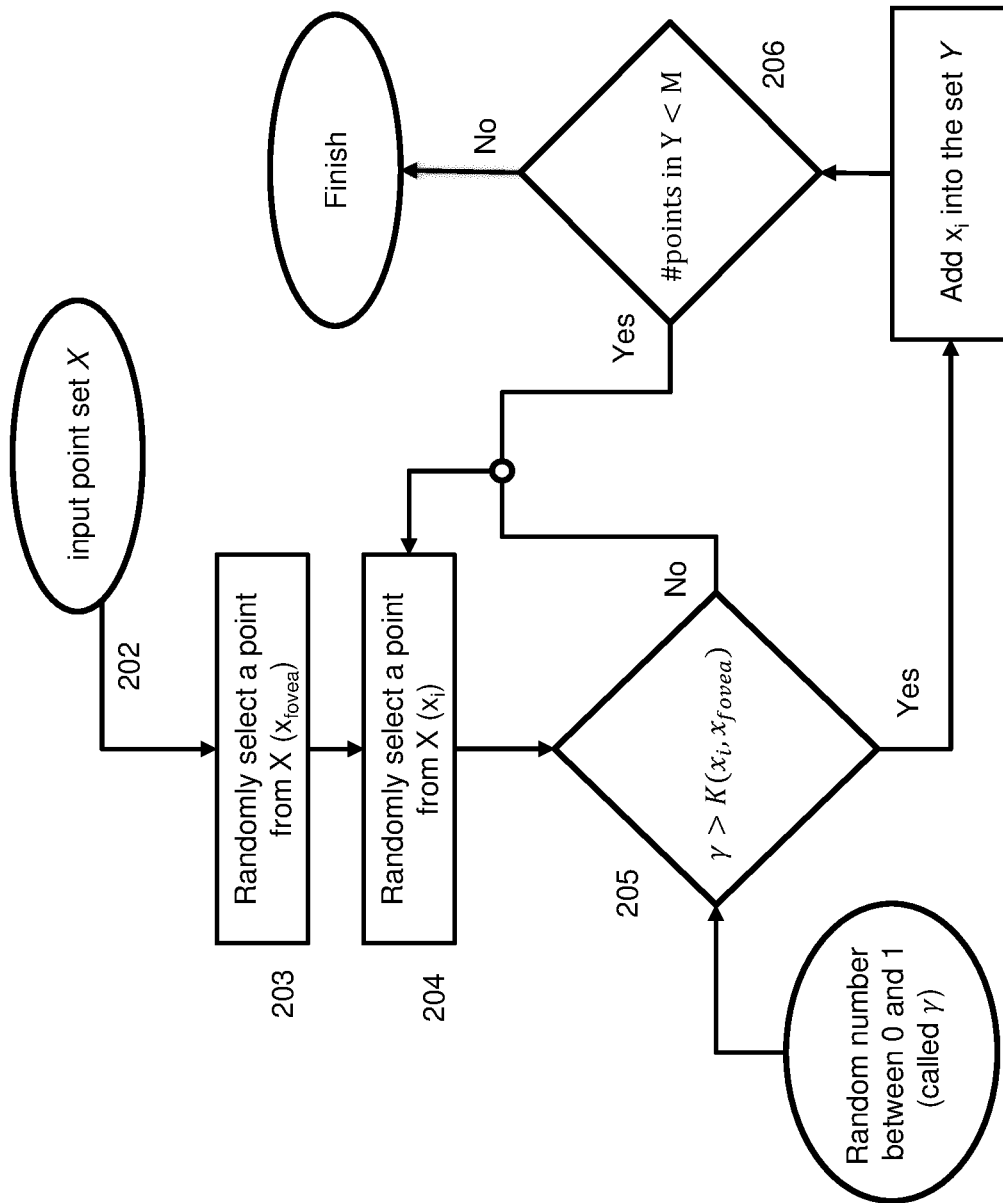 input point set X
202
Randomly select a point
from X (x_fovea)
203
Randomly select a point
from X (x_i)
204
Random number
between 0 and 1
(called γ)
205
γ > K(x_i, x_fovea)
No
Yes
Add x_i into the set Y
#points in Y < M
206
Yes
No
Finish